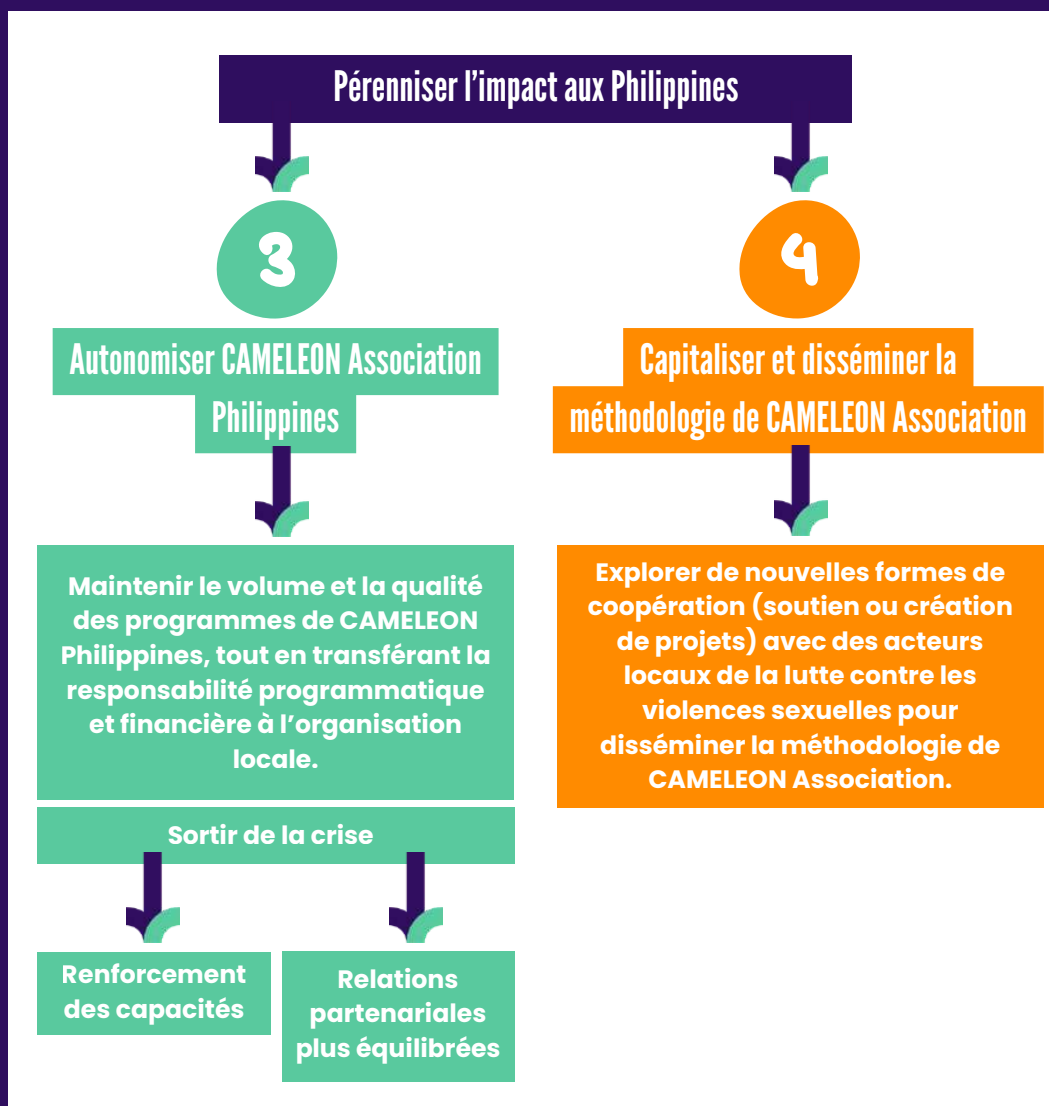 Pérenniser l'impact aux Philippines
3
Autonomiser CAMELEON Association
Philippines
Maintenir le volume et la qualité
des programmes de CAMELEON
Philippines, tout en transférant la
responsabilité programmatique
et financière à l'organisation
locale.
Sortir de la crise
Renforcement
des capacités
Relations
partenariales
plus équilibrées
4
Capitaliser et disséminer la
méthodologie de CAMELEON Association
Explorer de nouvelles formes de
coopération (soutien ou création
de projets) avec des acteurs
locaux de la lutte contre les
violences sexuelles pour
disséminer la méthodologie de
CAMELEON Association.